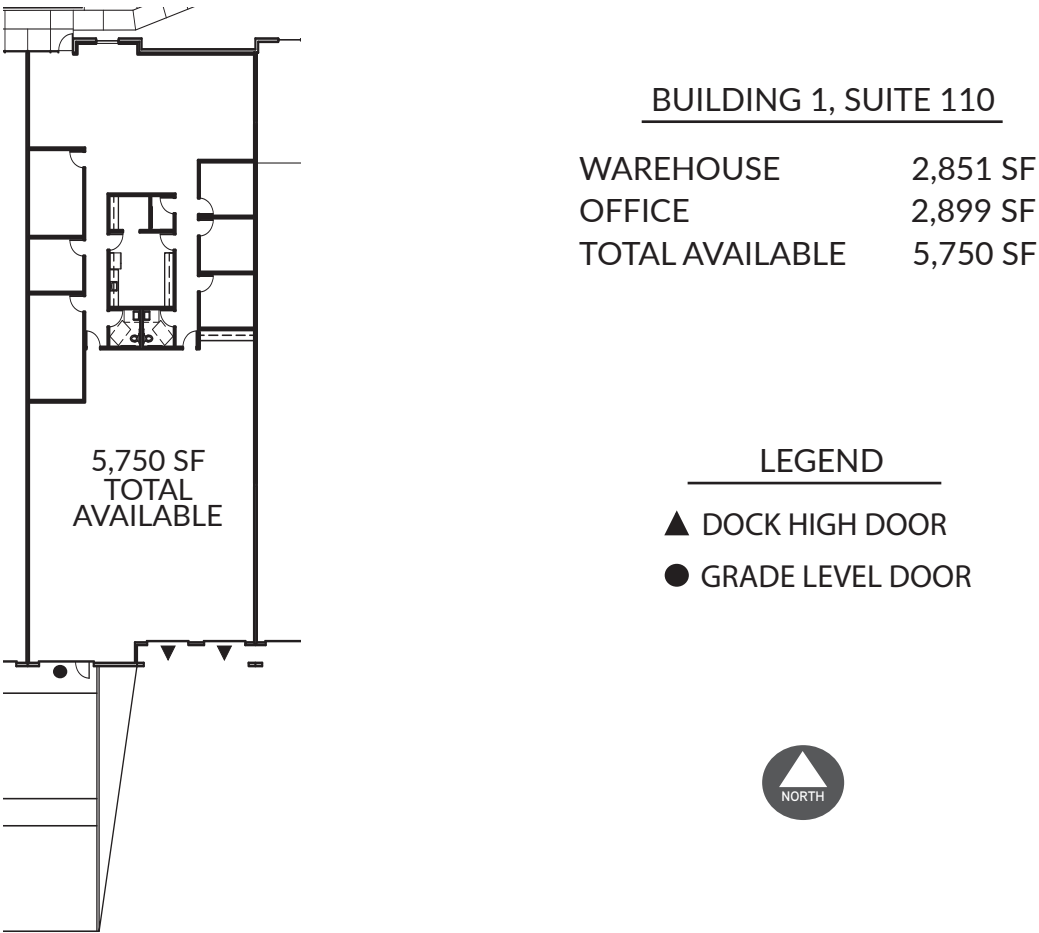 BUILDING 1, SUITE 110
WAREHOUSE 2,851 SF
OFFICE 2,899 SF
TOTAL AVAILABLE 5,750 SF
5,750 SF
TOTAL
AVAILABLE
LEGEND
DOCK HIGH DOOR
GRADE LEVEL DOOR
NORTH